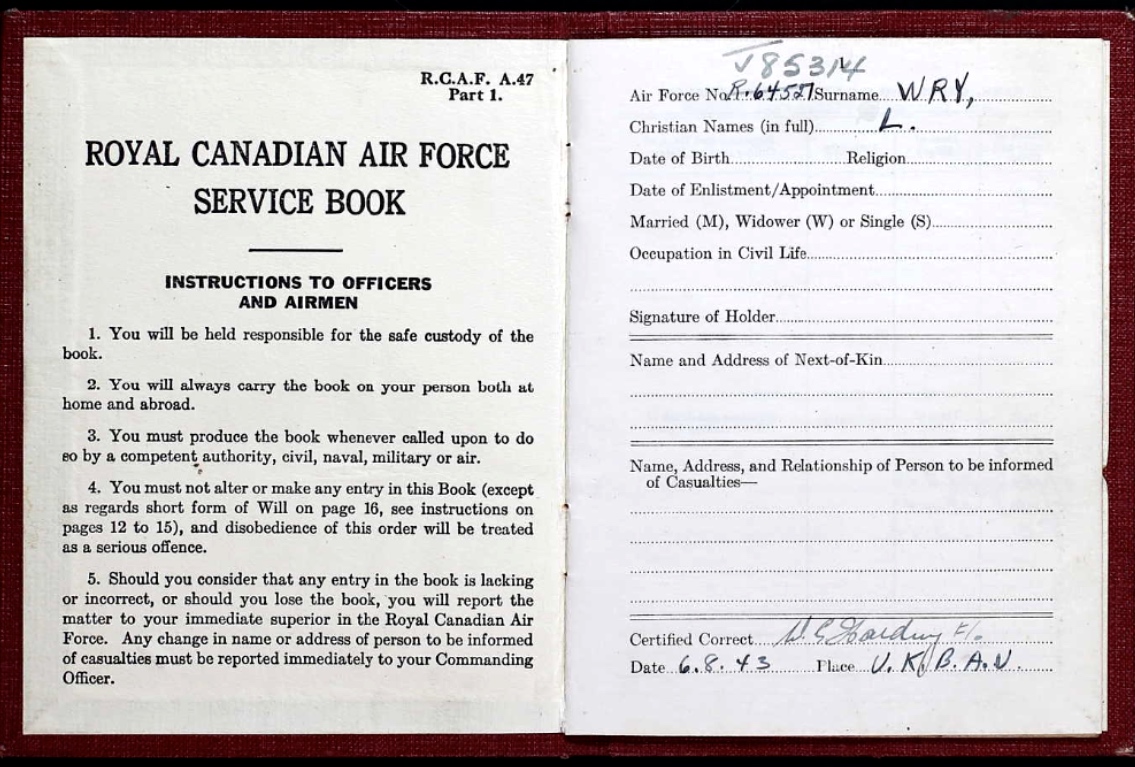 R.C.A.F. A.47
Part 1.
ROYAL CANADIAN AIR FORCE
SERVICE BOOK
INSTRUCTIONS TO OFFICERS
AND AIRMEN
1. You will be held responsible for the safe custody of the
book.
2. You will always carry the book on your person both at
home and abroad.
3. You must produce the book whenever called upon to do
so by a competent authority, civil, naval, military or air.
4. You must not alter or make any entry in this Book (except
as regards short form of Will on page 16, see instructions on
pages 12 to 15), and disobedience of this order will be treated
as a serious offence.
5. Should you consider that any entry in the book is lacking
or incorrect, or should you lose the book, you will report the
matter to your immediate superior in the Royal Canadian Air
Force. Any change in name or address of person to be informed
of casualties must be reported immediately to your Commanding
Officer.
1
J85314
Air Force No. R.64527 Surname WRY,
Christian Names (in full) L.
Date of Birth Religion
Date of Enlistment/Appointment
Married (M), Widower (W) or Single (S)
Occupation in Civil Life
Signature of Holder
Name and Address of Next-of-Kin
Name, Address, and Relationship of Person to be informed
of Casualties—
Certified Correct
Date 6.8.43 Place U.K.